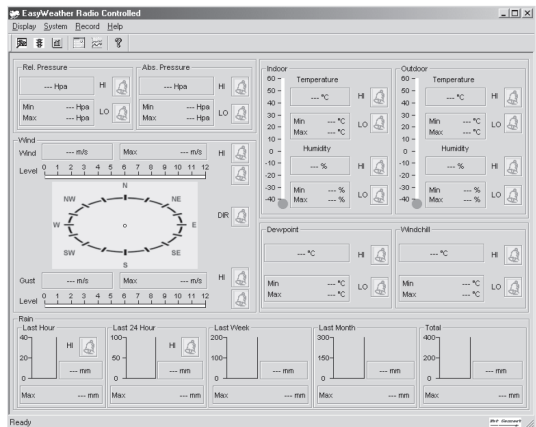 EasyWeather Radio Controlled
Display System Record Help
Rel. Pressure
--- Hpa
HI
Min --- Hpa
Max --- Hpa
LO
Abs. Pressure
--- Hpa
HI
Min --- Hpa
Max --- Hpa
LO
Wind
Wind --- m/s Max --- m/s HI
Level 0 1 2 3 4 5 6 7 8 9 10 11 12
N
NW NE
W E
SW SE
S
DIR
Gust --- m/s Max --- m/s HI
Level 0 1 2 3 4 5 6 7 8 9 10 11 12
Indoor
60
50
40
30
20
10
0
-10
-20
-30
-40
Temperature
--- °C
HI
Min --- °C
Max --- °C
LO
Humidity
--- %
HI
Min --- %
Max --- %
LO
Outdoor
60
50
40
30
20
10
0
-10
-20
-30
-40
Temperature
--- °C
HI
Min --- °C
Max --- °C
LO
Humidity
--- %
HI
Min --- %
Max --- %
LO
Dewpoint
--- °C
HI
Min --- °C
Max --- °C
LO
Windchill
--- °C
HI
Min --- °C
Max --- °C
LO
Rain
Last Hour
40
20
0
HI
--- mm
Max --- mm
Last 24 Hour
100
50
0
HI
--- mm
Max --- mm
Last Week
200
100
0
--- mm
Max --- mm
Last Month
300
150
0
--- mm
Max --- mm
Total
400
200
0
--- mm
Max --- mm
Ready